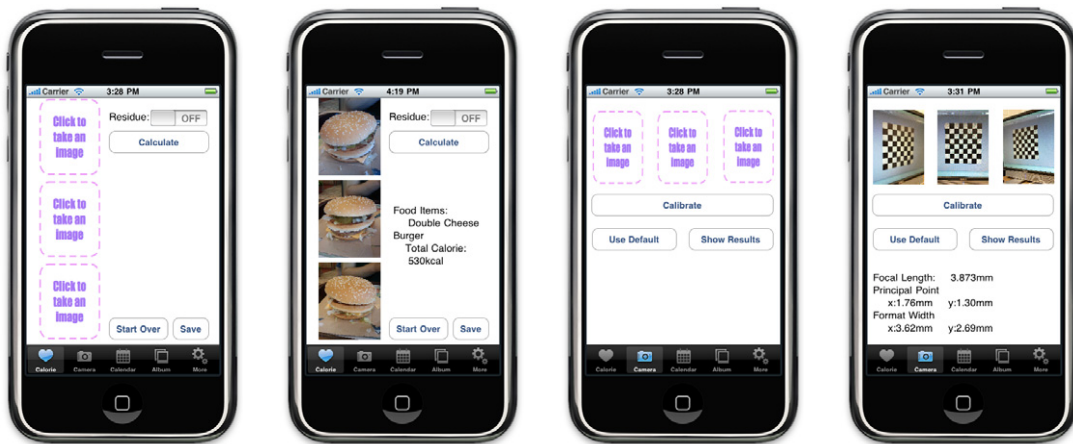 Carrier 3:28 PM
Click to
take an
image
Residue: OFF
Calculate
Click to
take an
image
Click to
take an
image
Start Over Save
Calorie Camera Calendar Album More
Carrier 4:19 PM
Residue: OFF
Calculate
Food Items:
Double Cheese
Burger
Total Calorie:
530kcal
Start Over Save
Calorie Camera Calendar Album More
Carrier 3:28 PM
Click to
take an
image
Click to
take an
image
Click to
take an
image
Calibrate
Use Default Show Results
Calorie Camera Calendar Album More
Carrier 3:31 PM
Calibrate
Use Default Show Results
Focal Length: 3.873mm
Principal Point
x:1.76mm y:1.30mm
Format Width
x:3.62mm y:2.69mm
Calorie Camera Calendar Album More